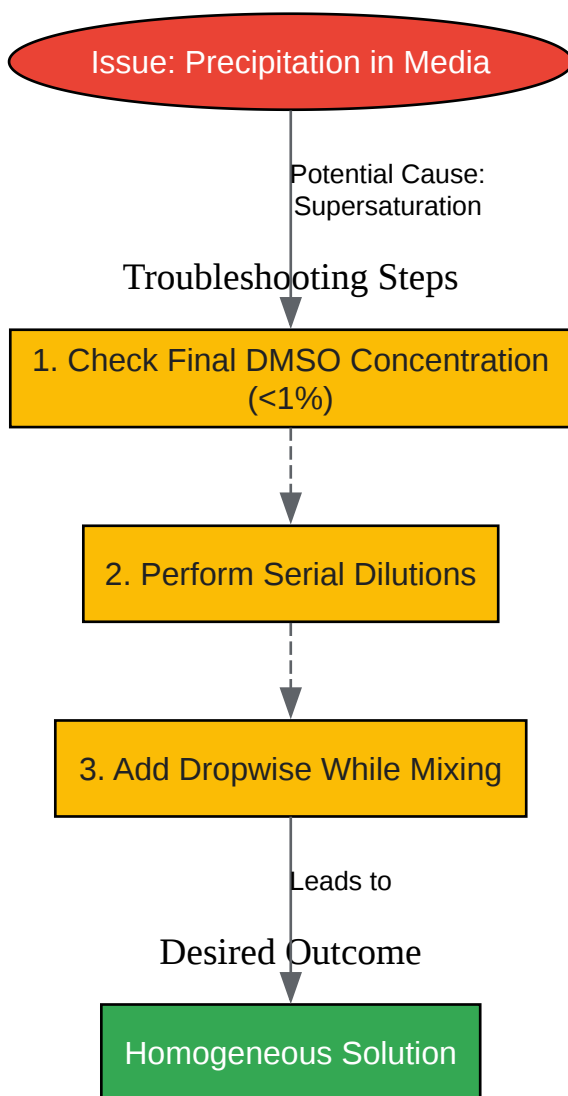 Issue: Precipitation in Media
Potential Cause:
Supersaturation
Troubleshooting Steps
1. Check Final DMSO Concentration
(<1%)
2. Perform Serial Dilutions
3. Add Dropwise While Mixing
Leads to
Desired Outcome
Homogeneous Solution